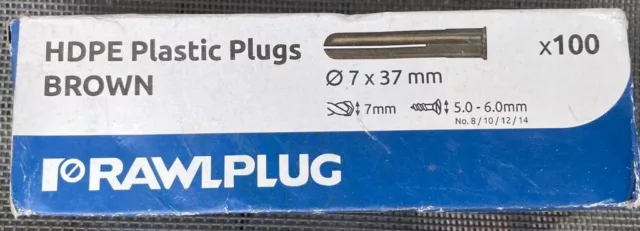 HDPE Plastic Plugs
BROWN
x100
Ø 7 x 37 mm
7mm
5.0 - 6.0mm
No. 8 / 10 / 12 / 14
RAWLPLUG